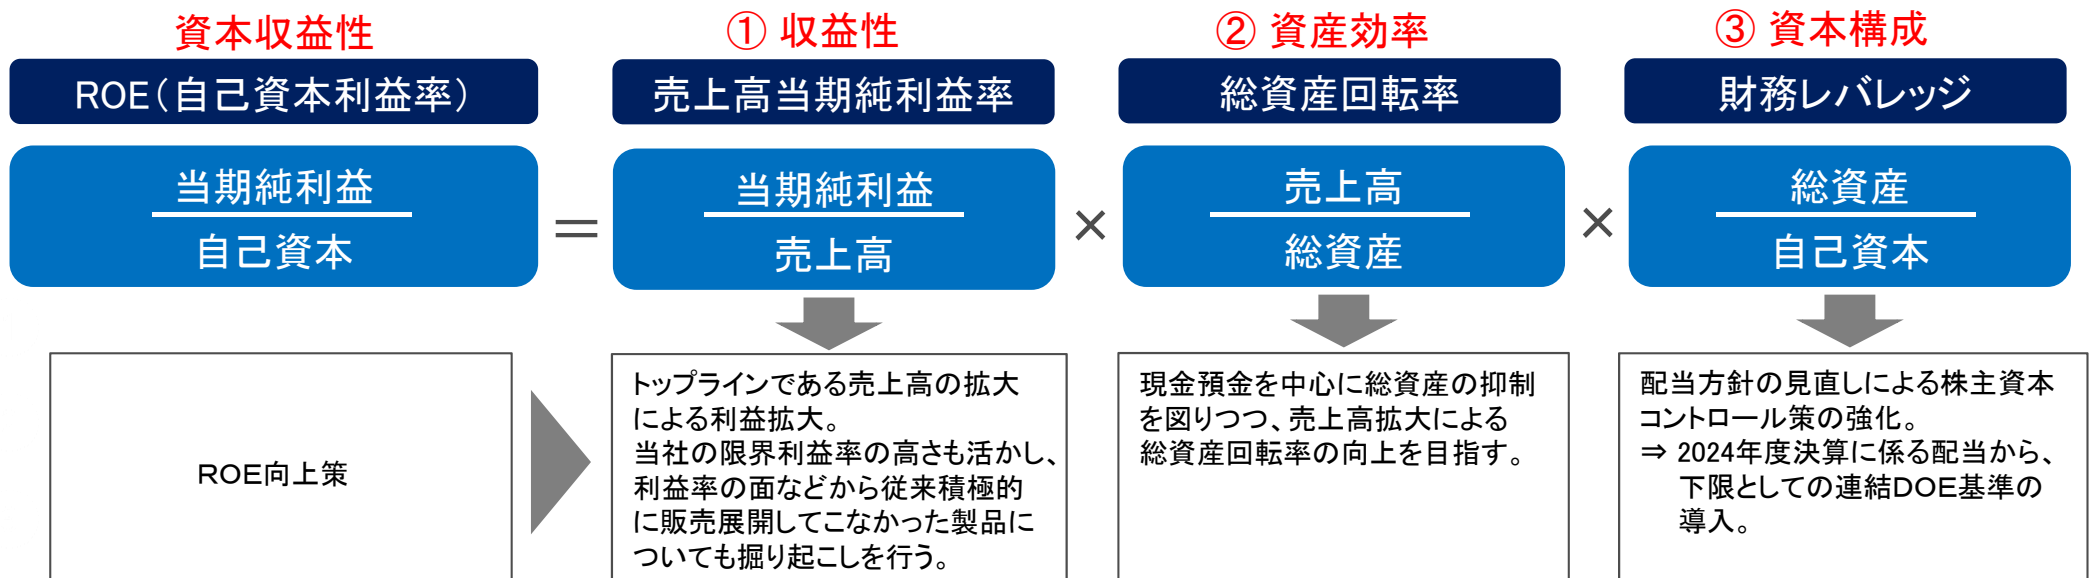 資本収益性
① 収益性
② 資産効率
③ 資本構成
ROE（自己資本利益率）
売上高当期純利益率
総資産回転率
財務レバレッジ
当期純利益
自己資本
＝
当期純利益
売上高
×
売上高
総資産
×
総資産
自己資本
ROE向上策
トップラインである売上高の拡大
による利益拡大。
当社の限界利益率の高さも活かし、
利益率の面などから従来積極的
に販売展開してこなかった製品に
ついても掘り起こしを行う。
現金預金を中心に総資産の抑制
を図りつつ、売上高拡大による
総資産回転率の向上を目指す。
配当方針の見直しによる株主資本
コントロール策の強化。
⇒ 2024年度決算に係る配当から、
下限としての連結DOE基準の
導入。